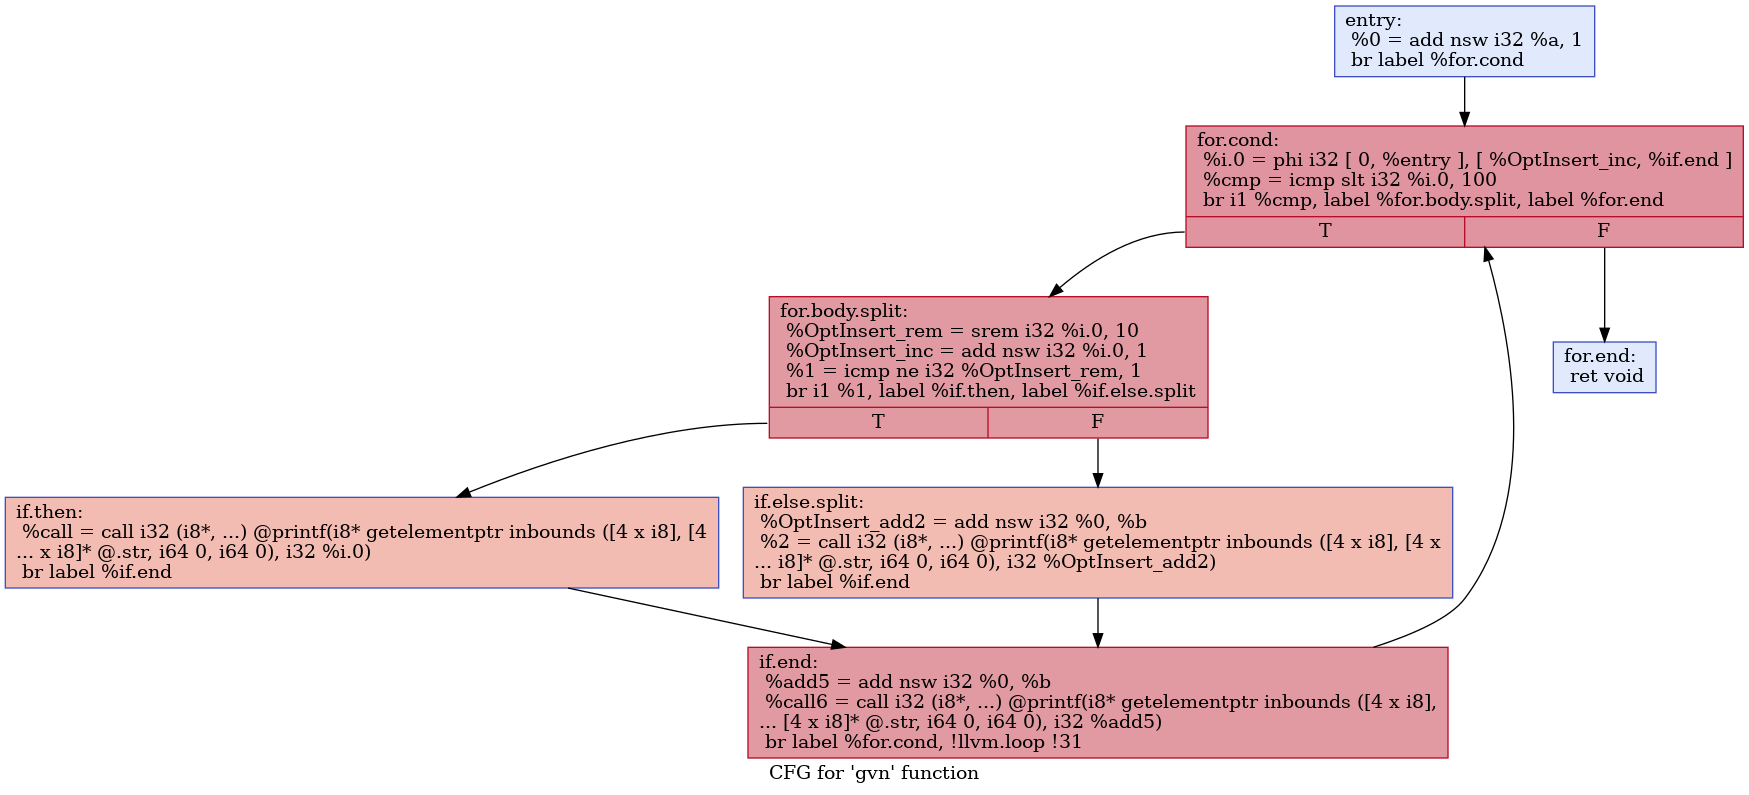 entry:
%0 = add nsw i32 %a, 1
br label %for.cond
for.cond:
%i.0 = phi i32 [ 0, %entry ], [ %OptInsert_inc, %if.end ]
%cmp = icmp slt i32 %i.0, 100
br i1 %cmp, label %for.body.split, label %for.end
T
F
for.body.split:
%OptInsert_rem = srem i32 %i.0, 10
%OptInsert_inc = add nsw i32 %i.0, 1
%1 = icmp ne i32 %OptInsert_rem, 1
br i1 %1, label %if.then, label %if.else.split
T
F
for.end:
ret void
if.then:
%call = call i32 (i8*, ...) @printf(i8* getelementptr inbounds ([4 x i8], [4
... x i8]* @.str, i64 0, i64 0), i32 %i.0)
br label %if.end
if.else.split:
%OptInsert_add2 = add nsw i32 %0, %b
%2 = call i32 (i8*, ...) @printf(i8* getelementptr inbounds ([4 x i8], [4 x
... i8]* @.str, i64 0, i64 0), i32 %OptInsert_add2)
br label %if.end
if.end:
%add5 = add nsw i32 %0, %b
%call6 = call i32 (i8*, ...) @printf(i8* getelementptr inbounds ([4 x i8],
... [4 x i8]* @.str, i64 0, i64 0), i32 %add5)
br label %for.cond, !llvm.loop !31
CFG for 'gvn' function